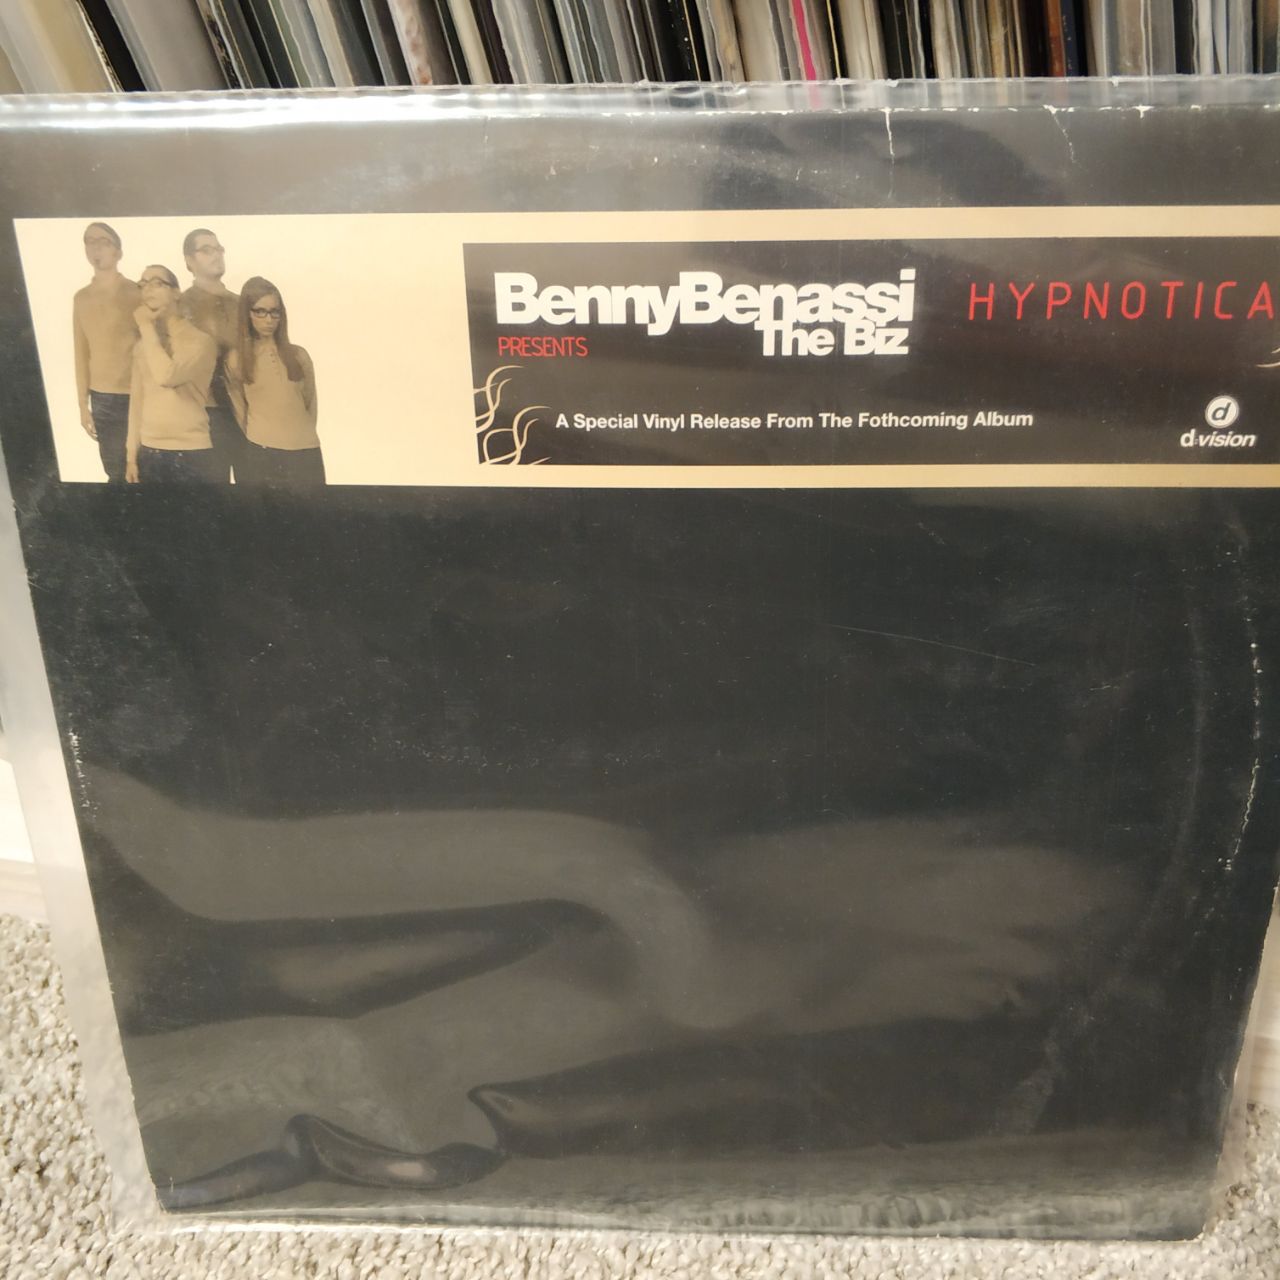 BennyBenassi
The Biz
PRESENTS
HYPNOTICA
A Special Vinyl Release From The Fothcoming Album
d
d:vision